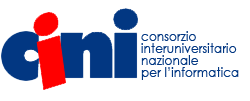 cini
consorzio
interuniversitario
nazionale
per l'informatica